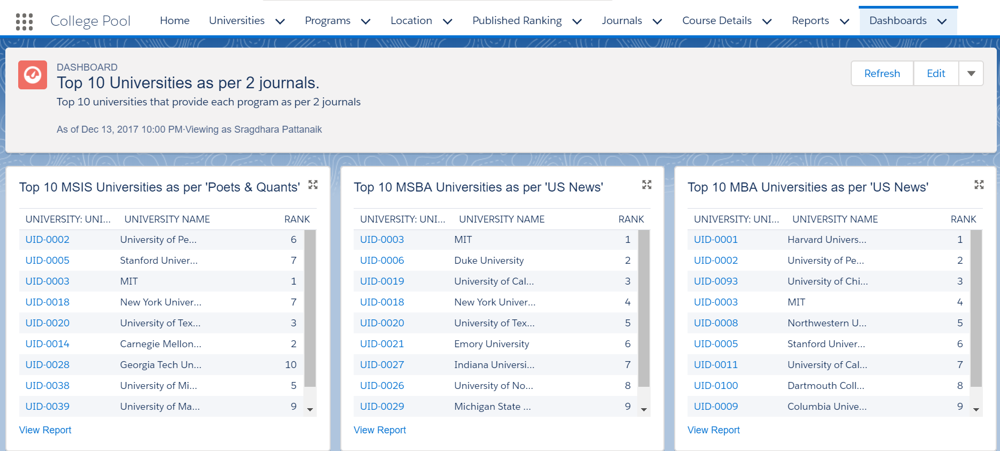 College Pool Home Universities Programs Location Published Ranking Journals Course Details Reports Dashboards
DASHBOARD
Top 10 Universities as per 2 journals.
Top 10 universities that provide each program as per 2 journals
As of Dec 13, 2017 10:00 PM·Viewing as Sragdhara Pattanaik
Refresh Edit
Top 10 MSIS Universities as per 'Poets & Quants'
UNIVERSITY: UNI... UNIVERSITY NAME RANK
UID-0002 University of Pe... 6
UID-0005 Stanford Univer... 7
UID-0003 MIT 1
UID-0018 New York Univer... 7
UID-0020 University of Tex... 3
UID-0014 Carnegie Mellon... 2
UID-0028 Georgia Tech Un... 10
UID-0038 University of Mi... 5
UID-0039 University of Ma... 9
View Report
Top 10 MSBA Universities as per 'US News'
UNIVERSITY: UNI... UNIVERSITY NAME RANK
UID-0003 MIT 1
UID-0006 Duke University 2
UID-0019 University of Cal... 3
UID-0018 New York Univer... 4
UID-0020 University of Tex... 5
UID-0021 Emory University 6
UID-0027 Indiana Universi... 7
UID-0026 University of No... 8
UID-0029 Michigan State ... 9
View Report
Top 10 MBA Universities as per 'US News'
UNIVERSITY: UNI... UNIVERSITY NAME RANK
UID-0001 Harvard Univers... 1
UID-0002 University of Pe... 2
UID-0093 University of Chi... 3
UID-0003 MIT 4
UID-0008 Northwestern U... 5
UID-0005 Stanford Univer... 6
UID-0011 University of Cal... 7
UID-0100 Dartmouth Coll... 8
UID-0009 Columbia Unive... 9
View Report